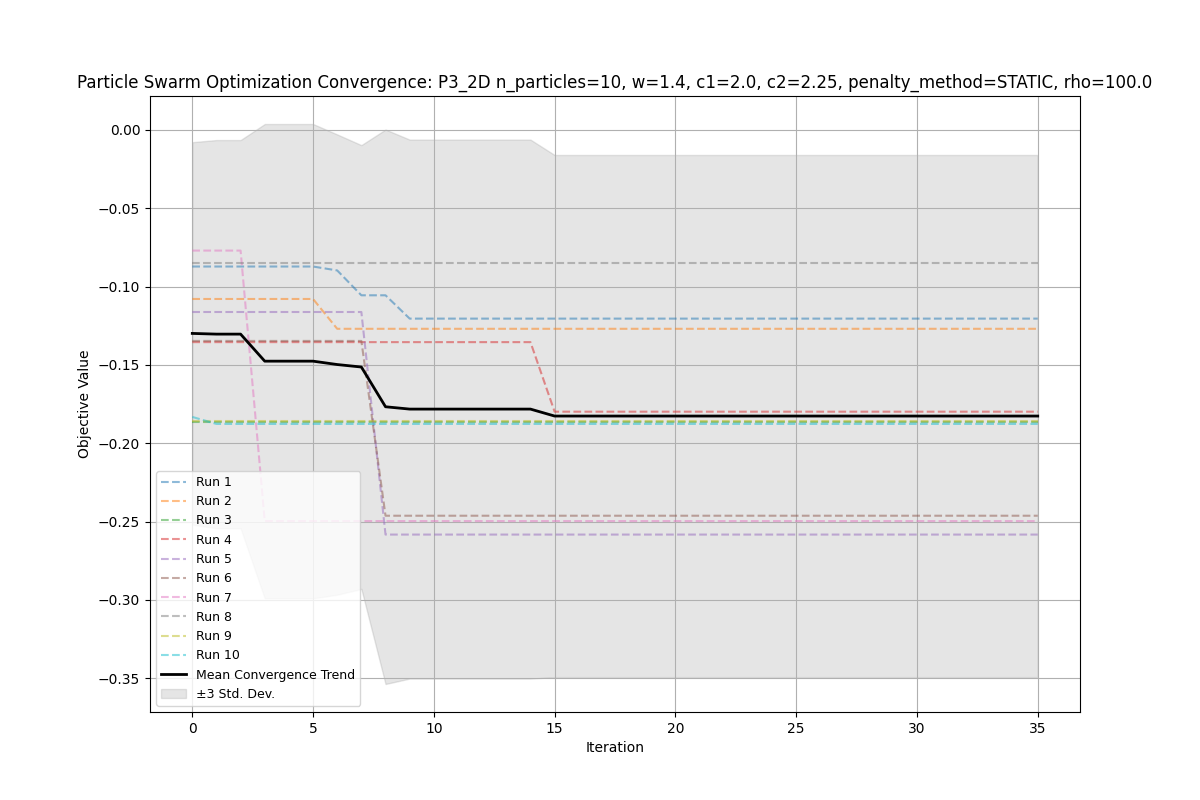 Particle Swarm Optimization Convergence: P3_2D n_particles=10, w=1.4, c1=2.0, c2=2.25, penalty_method=STATIC, rho=100.0
Objective Value
0.00
−0.05
−0.10
−0.15
−0.20
−0.25
−0.30
−0.35
Run 1
Run 2
Run 3
Run 4
Run 5
Run 6
Run 7
Run 8
Run 9
Run 10
Mean Convergence Trend
±3 Std. Dev.
0 5 10 15 20 25 30 35
Iteration